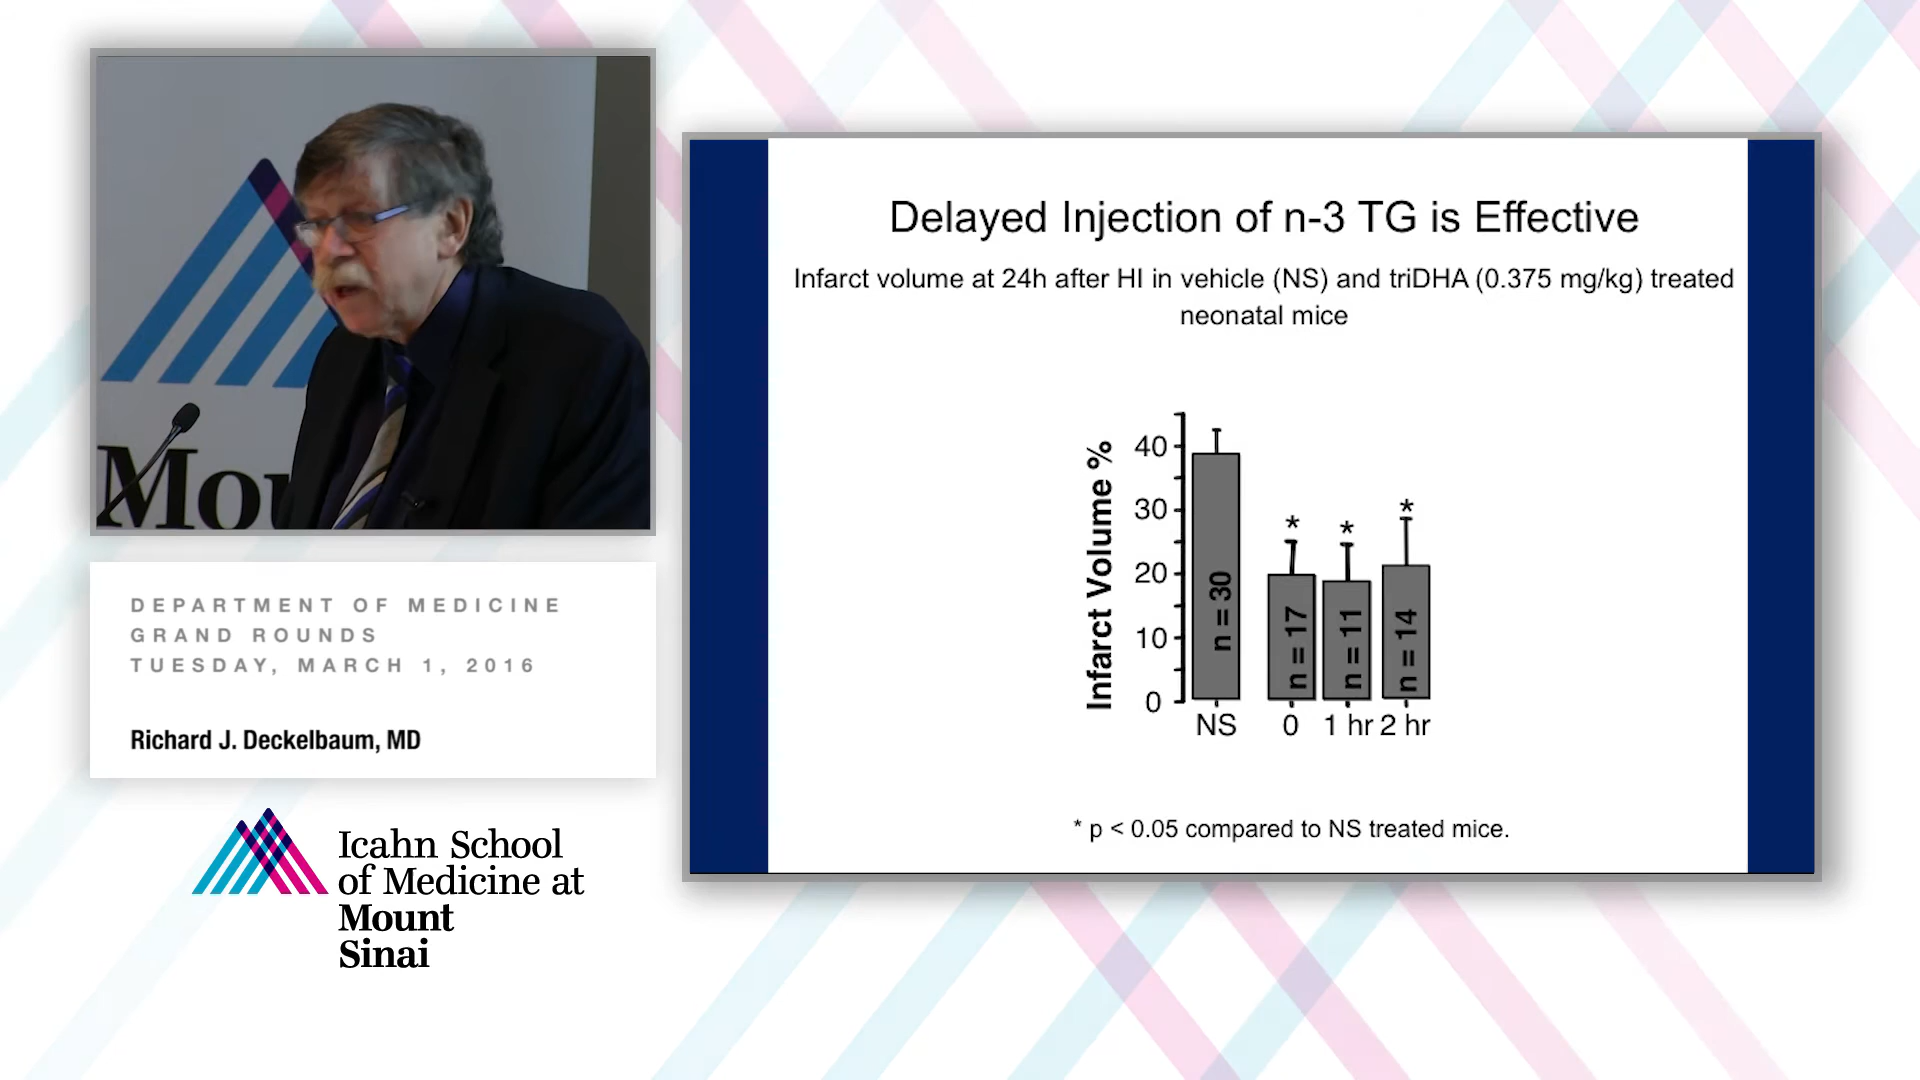 Mou
DEPARTMENT OF MEDICINE
GRAND ROUNDS
TUESDAY, MARCH 1, 2016
Richard J. Deckelbaum, MD
Icahn School
of Medicine at
Mount
Sinai
Delayed Injection of n-3 TG is Effective
Infarct volume at 24h after HI in vehicle (NS) and triDHA (0.375 mg/kg) treated
neonatal mice
Infarct Volume %
40
30
20
10
0
* * *
n = 30
n = 17
n = 11
n = 14
NS 0 1 hr 2 hr
* p < 0.05 compared to NS treated mice.